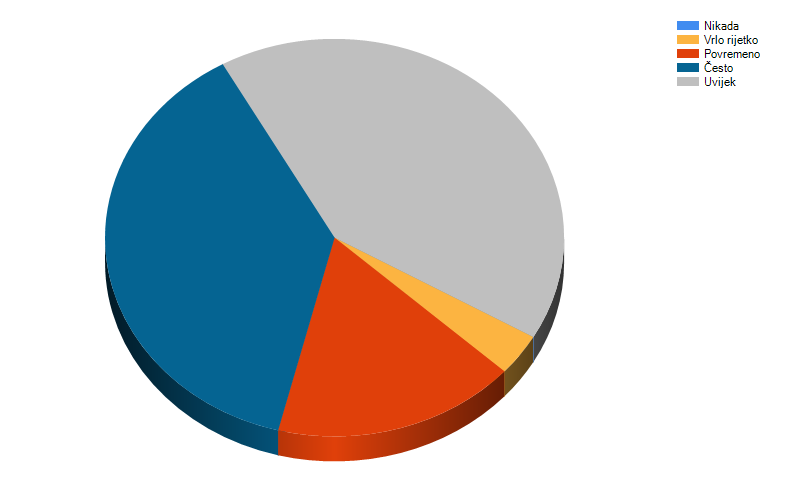 Nikada
Vrlo rijetko
Povremeno
Često
Uvijek